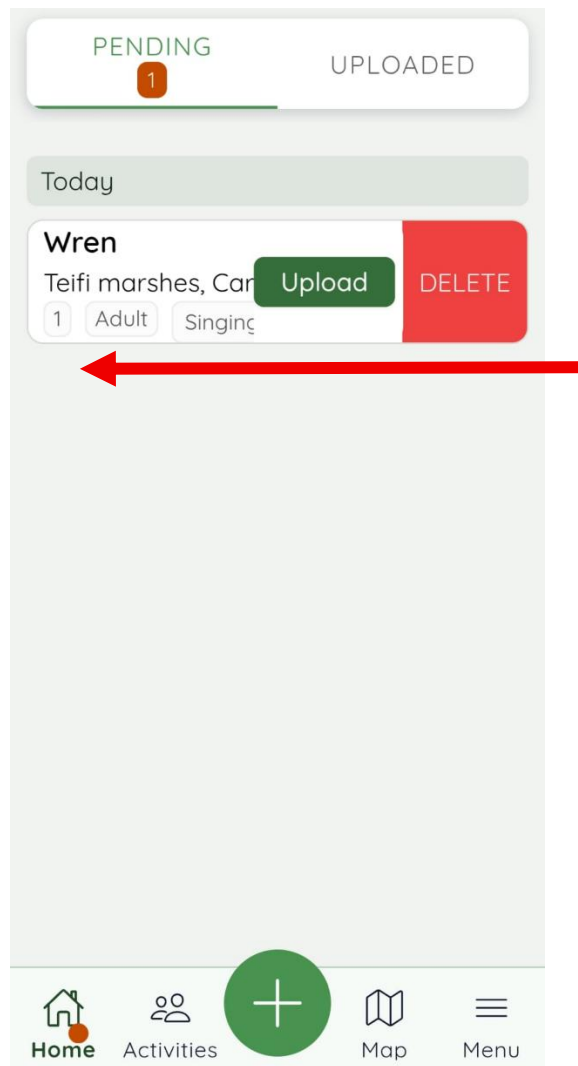 PENDING
1
UPLOADED
Today
Wren
Teifi marshes, Car
Upload
DELETE
1 Adult Singing
Home Activities Map Menu